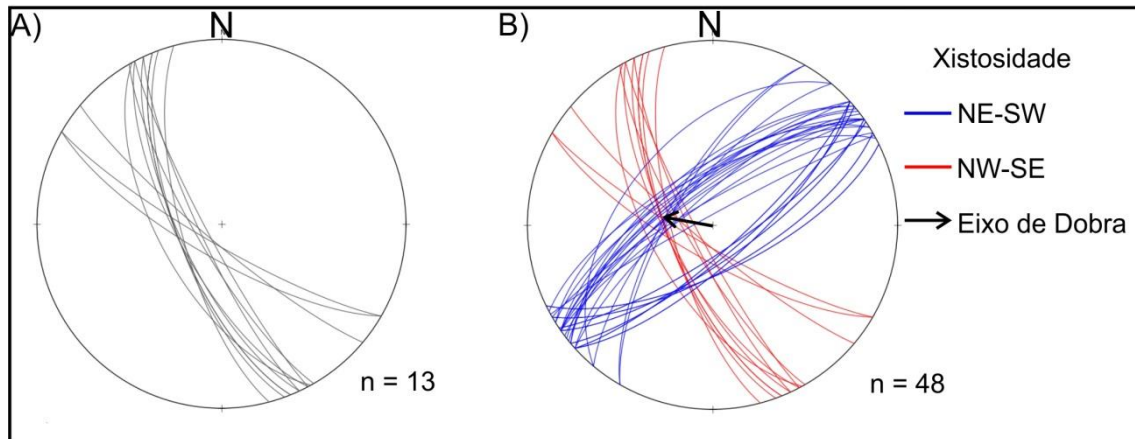 A)
N
n = 13
B)
N
n = 48
Xistosidade
NE-SW
NW-SE
Eixo de Dobra